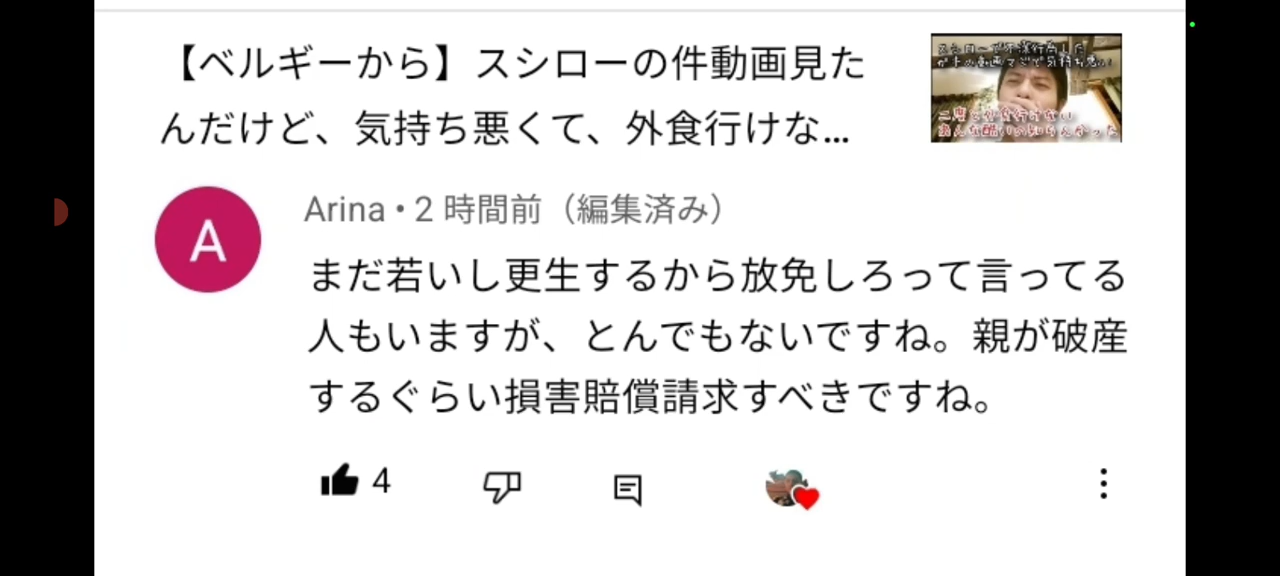 【ベルギーから】スシローの件動画見た
んだけど、気持ち悪くて、外食行けな...
A
Arina • 2 時間前（編集済み）
まだ若いし更生するから放免しろって言ってる
人もいますが、とんでもないですね。親が破産
するぐらい損害賠償請求すべきですね。
4